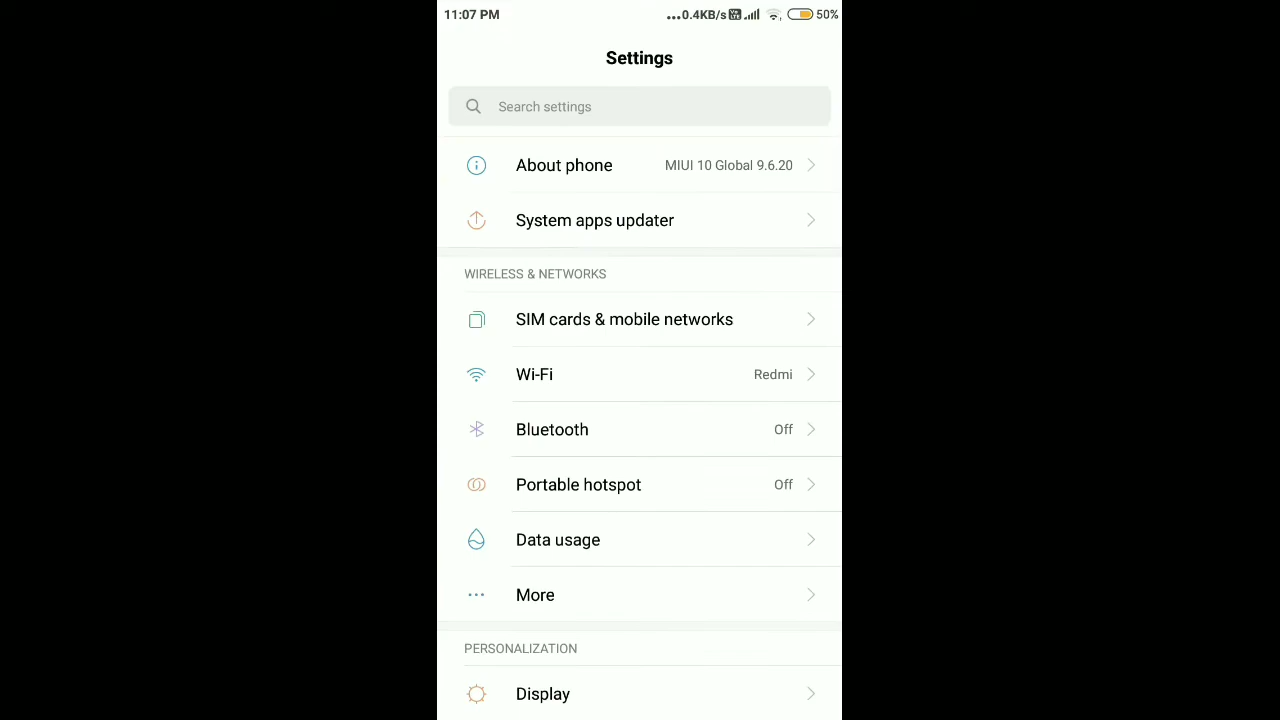 11:07 PM ...0.4KB/s 50%
Settings
Search settings
About phone MIUI 10 Global 9.6.20
System apps updater
WIRELESS & NETWORKS
SIM cards & mobile networks
Wi-Fi Redmi
Bluetooth Off
Portable hotspot Off
Data usage
More
PERSONALIZATION
Display